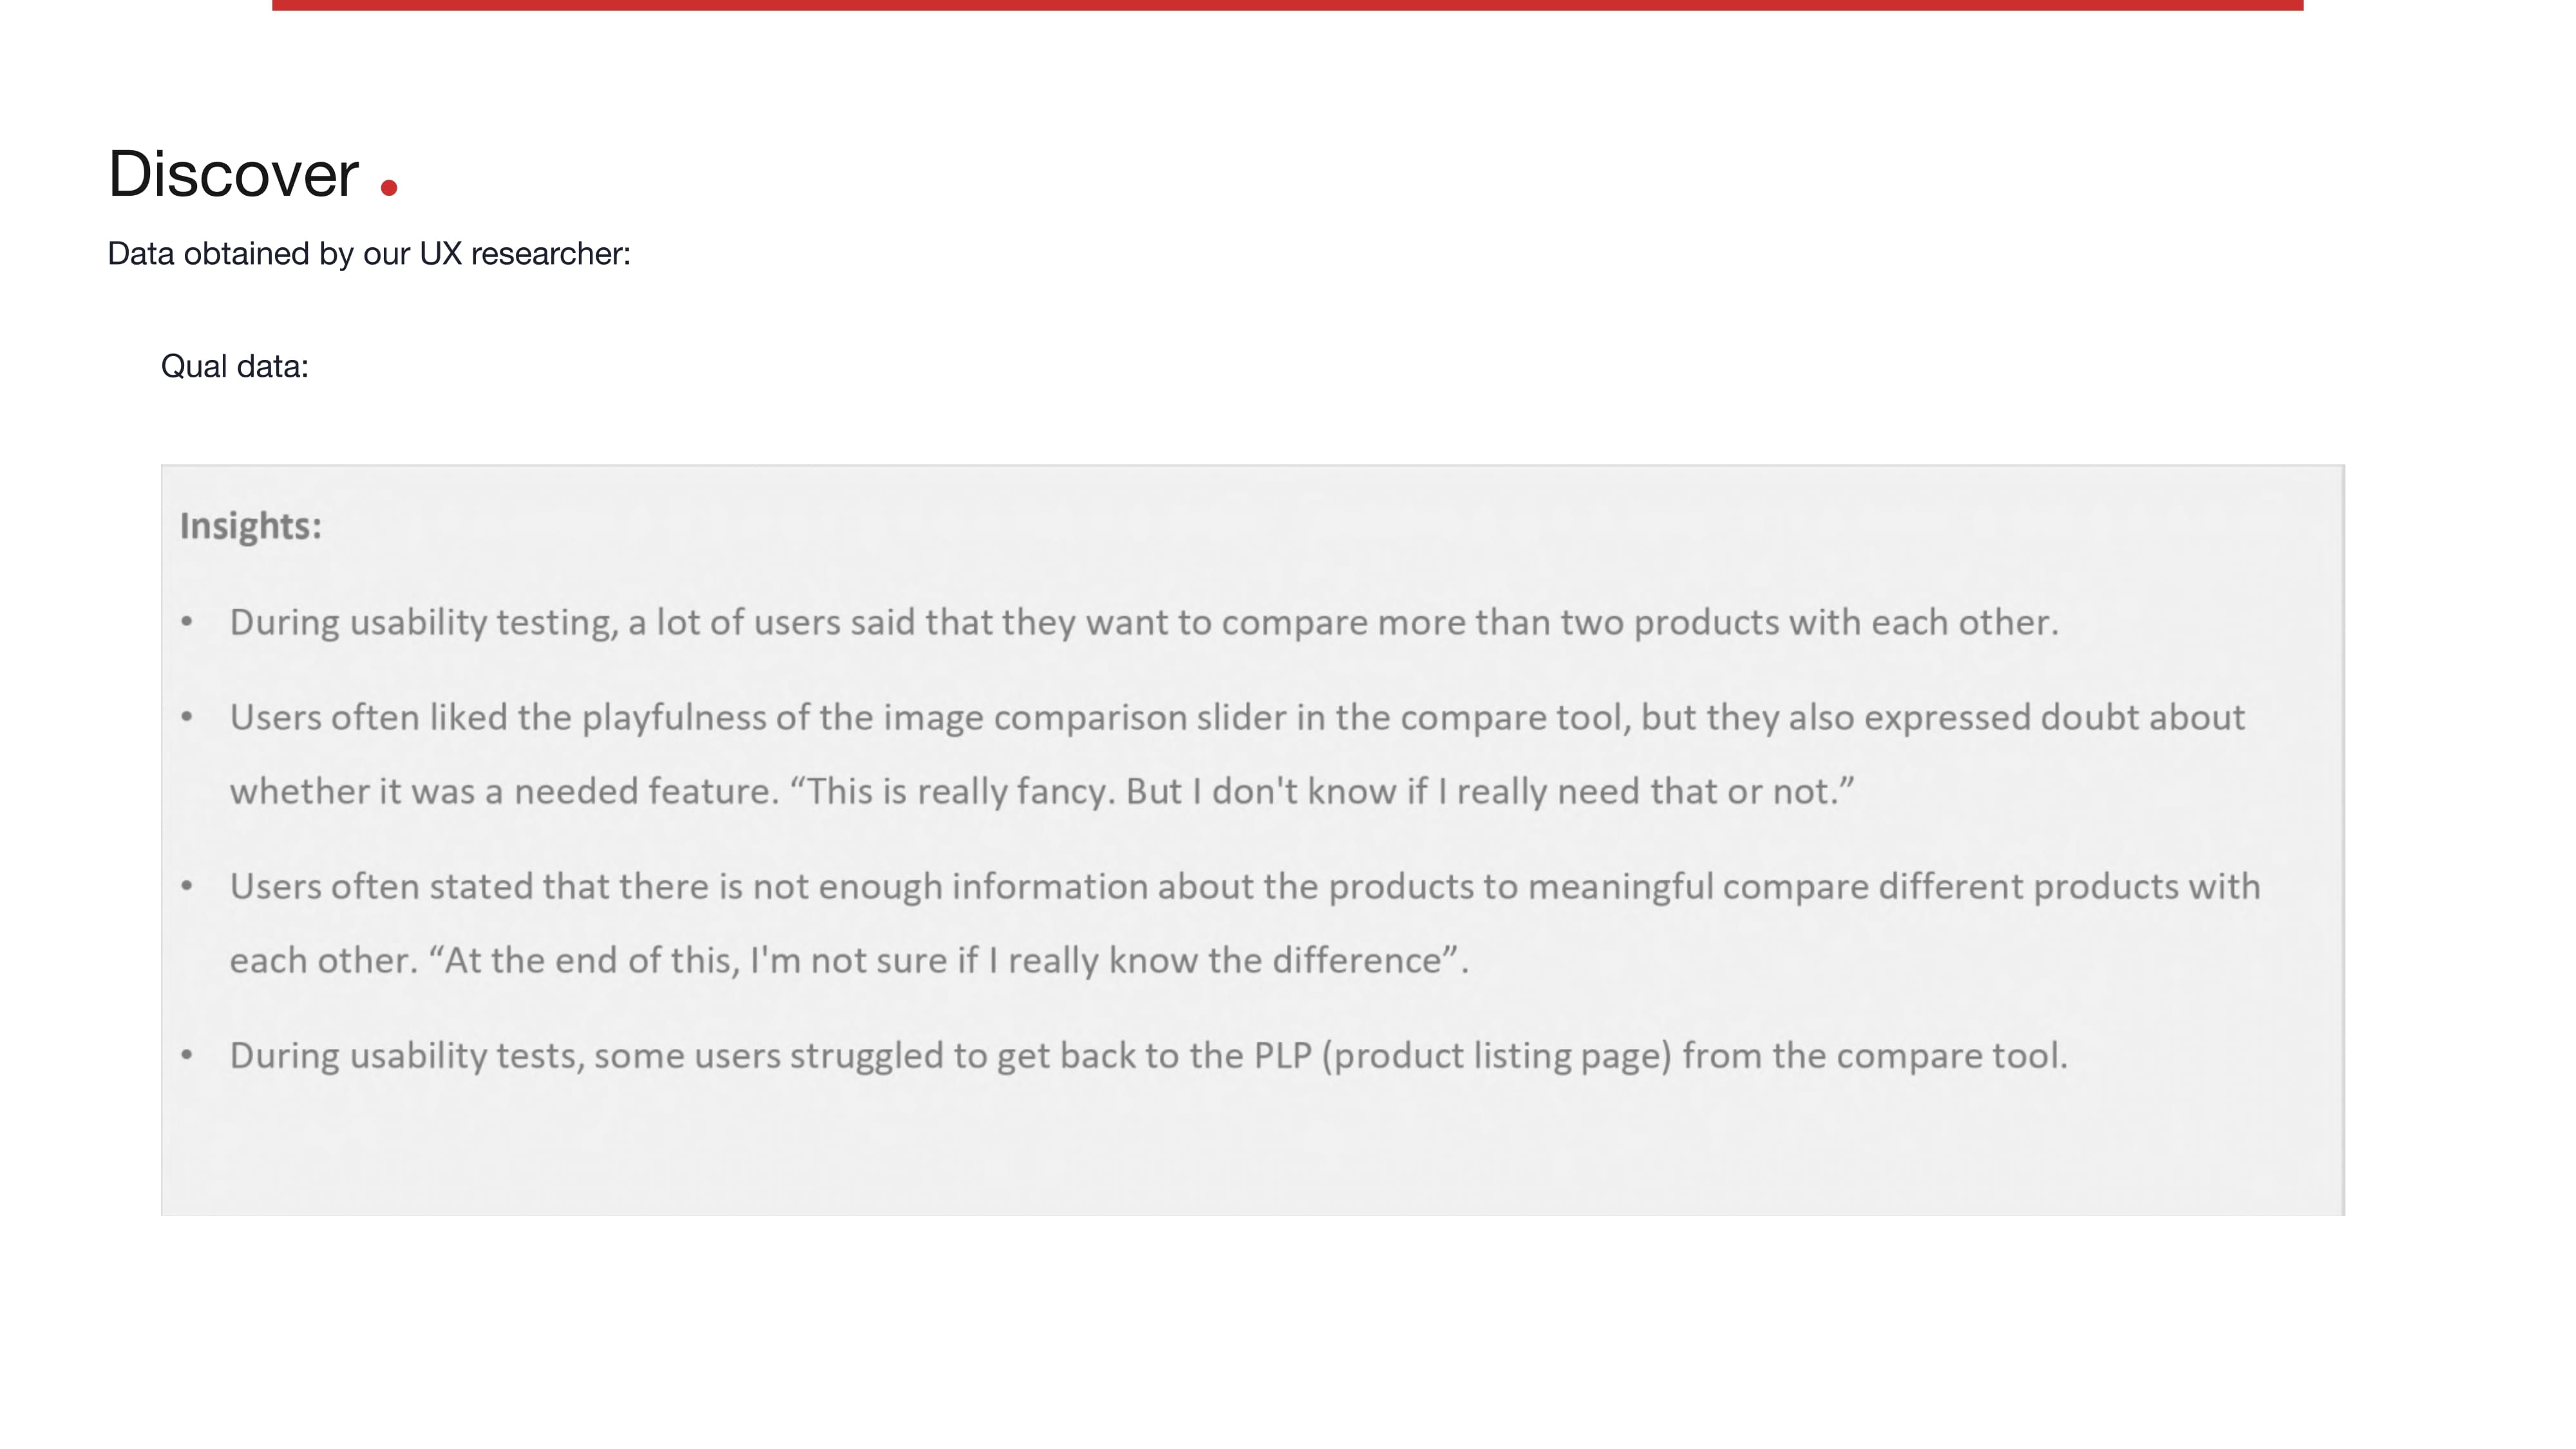 Discover .
Data obtained by our UX researcher:
Qual data:
Insights:
• During usability testing, a lot of users said that they want to compare more than two products with each other.
• Users often liked the playfulness of the image comparison slider in the compare tool, but they also expressed doubt about
whether it was a needed feature. “This is really fancy. But I don't know if I really need that or not.”
• Users often stated that there is not enough information about the products to meaningful compare different products with
each other. “At the end of this, I'm not sure if I really know the difference”.
• During usability tests, some users struggled to get back to the PLP (product listing page) from the compare tool.